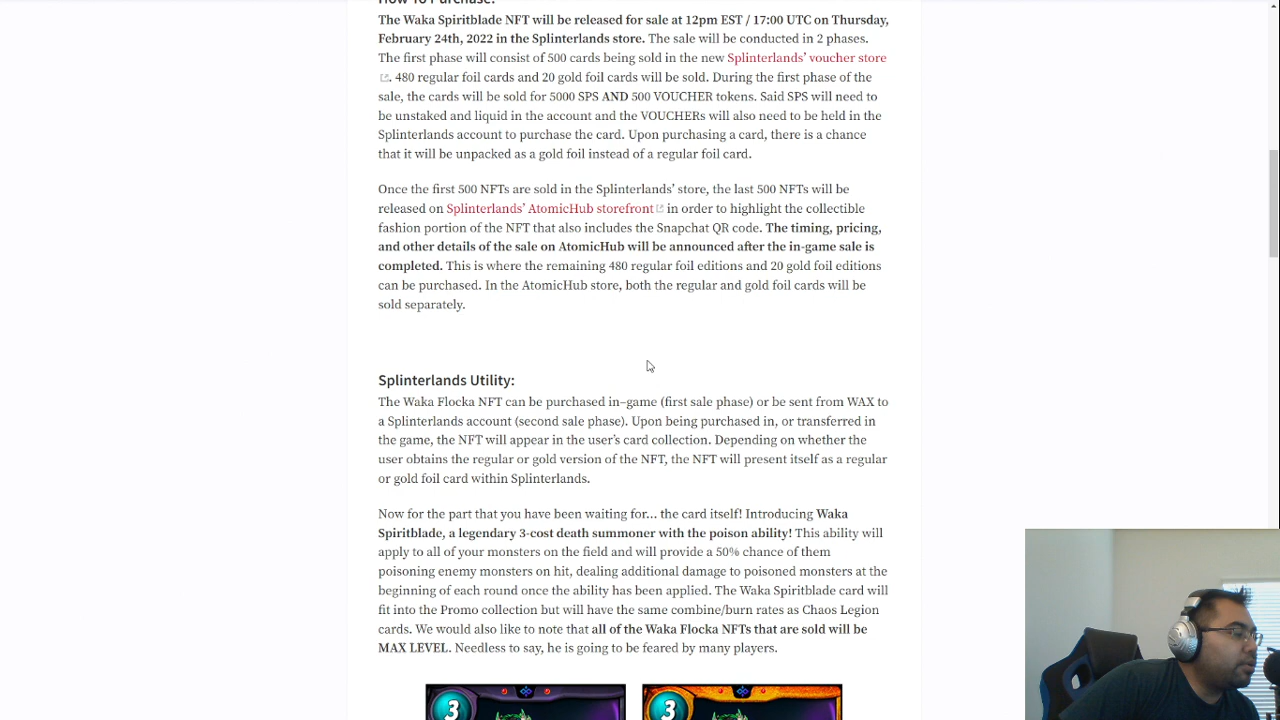 How To Purchase:
The Waka Spiritblade NFT will be released for sale at 12pm EST / 17:00 UTC on Thursday,
February 24th, 2022 in the Splinterlands store. The sale will be conducted in 2 phases.
The first phase will consist of 500 cards being sold in the new Splinterlands’ voucher store
. 480 regular foil cards and 20 gold foil cards will be sold. During the first phase of the
sale, the cards will be sold for 5000 SPS AND 500 VOUCHER tokens. Said SPS will need to
be unstaked and liquid in the account and the VOUCHERs will also need to be held in the
Splinterlands account to purchase the card. Upon purchasing a card, there is a chance
that it will be unpacked as a gold foil instead of a regular foil card.
Once the first 500 NFTs are sold in the Splinterlands’ store, the last 500 NFTs will be
released on Splinterlands’ AtomicHub storefront in order to highlight the collectible
fashion portion of the NFT that also includes the Snapchat QR code. The timing, pricing,
and other details of the sale on AtomicHub will be announced after the in-game sale is
completed. This is where the remaining 480 regular foil editions and 20 gold foil editions
can be purchased. In the AtomicHub store, both the regular and gold foil cards will be
sold separately.
Splinterlands Utility:
The Waka Flocka NFT can be purchased in–game (first sale phase) or be sent from WAX to
a Splinterlands account (second sale phase). Upon being purchased in, or transferred in
the game, the NFT will appear in the user’s card collection. Depending on whether the
user obtains the regular or gold version of the NFT, the NFT will present itself as a regular
or gold foil card within Splinterlands.
Now for the part that you have been waiting for… the card itself! Introducing Waka
Spiritblade, a legendary 3-cost death summoner with the poison ability! This ability will
apply to all of your monsters on the field and will provide a 50% chance of them
poisoning enemy monsters on hit, dealing additional damage to poisoned monsters at the
beginning of each round once the ability has been applied. The Waka Spiritblade card will
fit into the Promo collection but will have the same combine/burn rates as Chaos Legion
cards. We would also like to note that all of the Waka Flocka NFTs that are sold will be
MAX LEVEL. Needless to say, he is going to be feared by many players.
3 3